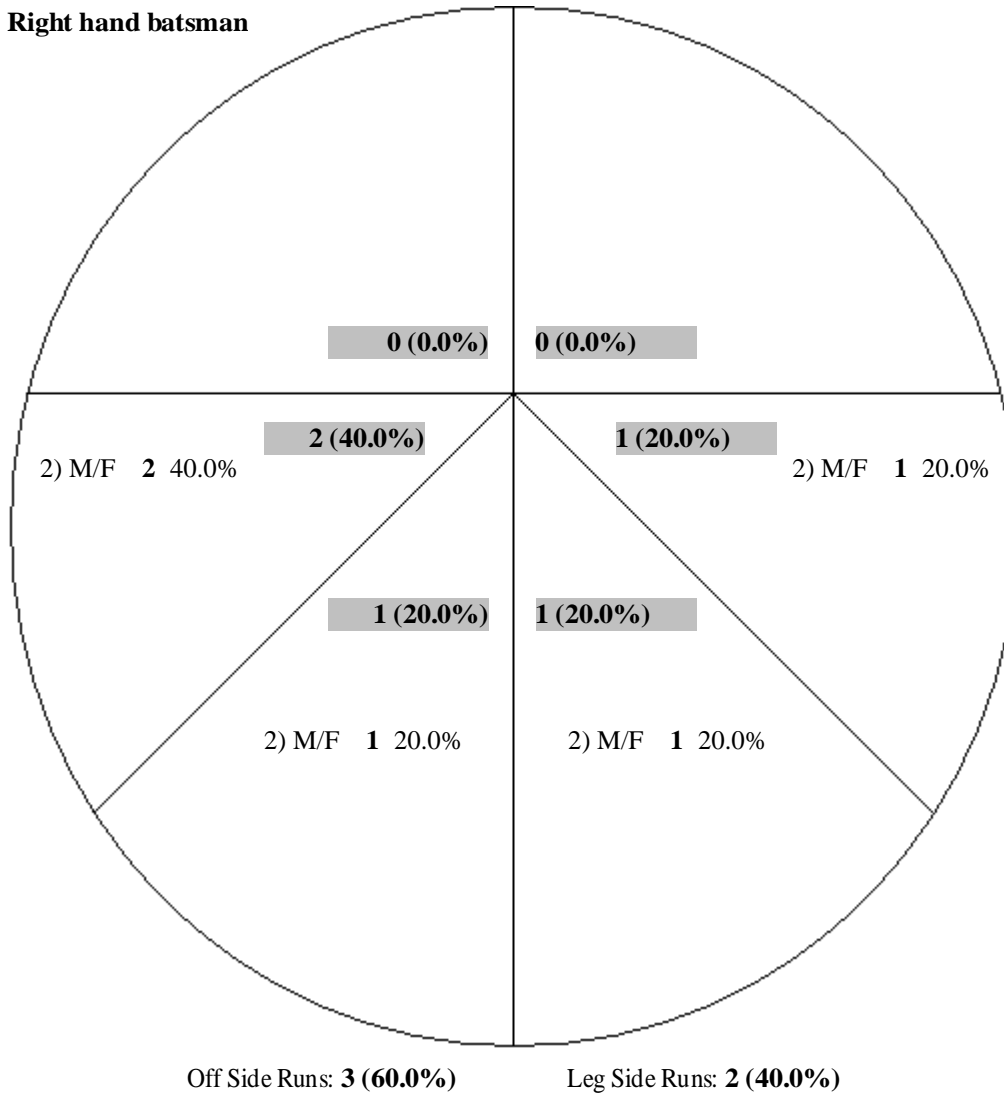 Right hand batsman
0 (0.0%) 0 (0.0%)
2 (40.0%) 1 (20.0%)
2) M/F 2 40.0% 2) M/F 1 20.0%
1 (20.0%) 1 (20.0%)
2) M/F 1 20.0% 2) M/F 1 20.0%
Off Side Runs: 3 (60.0%) Leg Side Runs: 2 (40.0%)